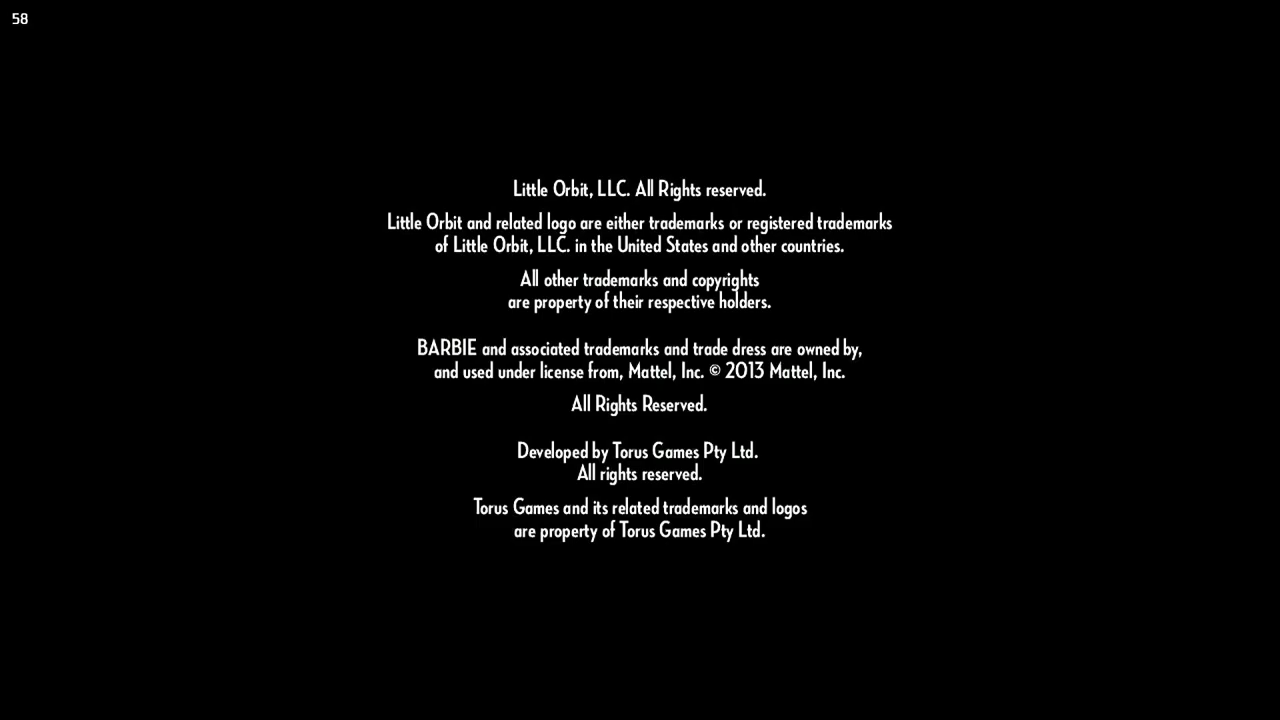 58
Little Orbit, LLC. All Rights reserved.
Little Orbit and related logo are either trademarks or registered trademarks
of Little Orbit, LLC. in the United States and other countries.
All other trademarks and copyrights
are property of their respective holders.
BARBIE and associated trademarks and trade dress are owned by,
and used under license from, Mattel, Inc. © 2013 Mattel, Inc.
All Rights Reserved.
Developed by Torus Games Pty Ltd.
All rights reserved.
Torus Games and its related trademarks and logos
are property of Torus Games Pty Ltd.